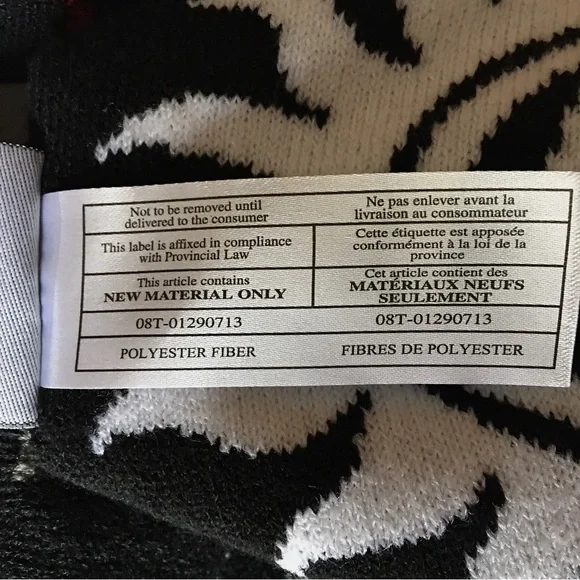 Not to be removed until
delivered to the consumer
Ne pas enlever avant la
livraison au consommateur
This label is affixed in compliance
with Provincial Law
Cette étiquette est apposée
conformément à la loi de la
province
This article contains
NEW MATERIAL ONLY
Cet article contient des
MATÉRIAUX NEUFS
SEULEMENT
08T-01290713
08T-01290713
POLYESTER FIBER
FIBRES DE POLYESTER